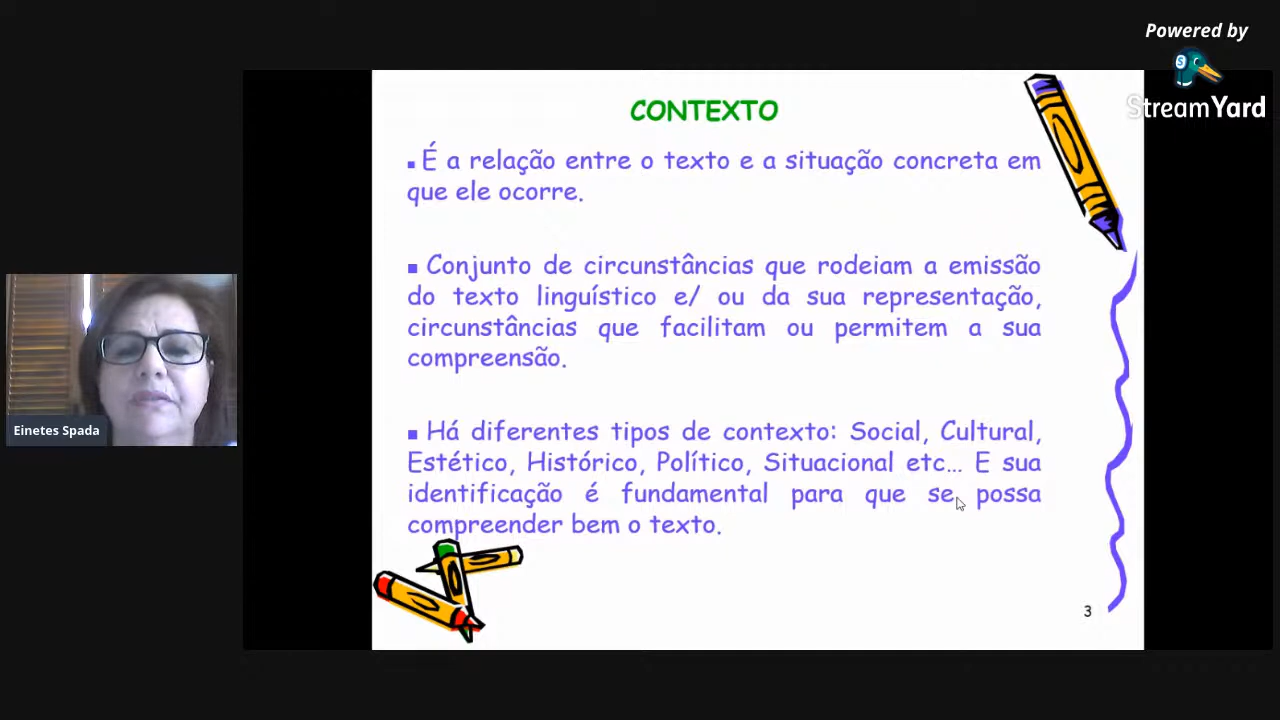 Powered by
StreamYard
CONTEXTO
▪ É a relação entre o texto e a situação concreta em
que ele ocorre.
▪ Conjunto de circunstâncias que rodeiam a emissão
do texto linguístico e/ ou da sua representação,
circunstâncias que facilitam ou permitem a sua
compreensão.
▪ Há diferentes tipos de contexto: Social, Cultural,
Estético, Histórico, Político, Situacional etc... E sua
identificação é fundamental para que se possa
compreender bem o texto.
Einetes Spada
3